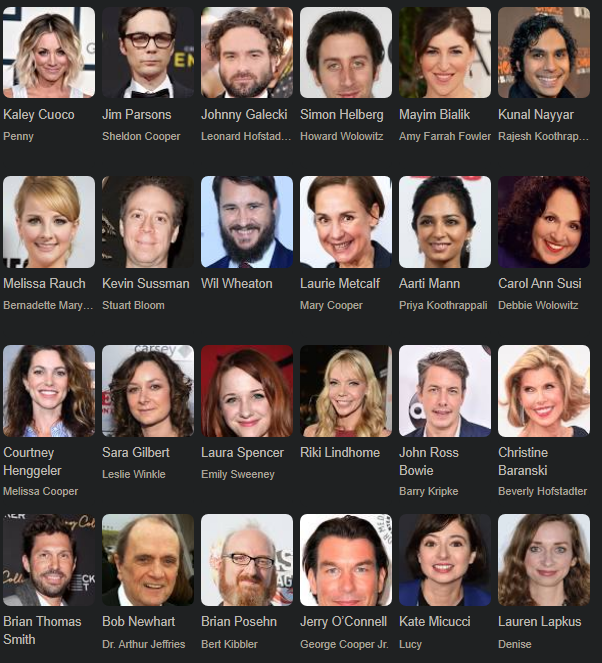 Kaley Cuoco
Jim Parsons
Johnny Galecki
Simon Helberg
Mayim Bialik
Kunal Nayyar
Penny
Sheldon Cooper
Leonard Hofstad...
Howard Wolowitz
Amy Farrah Fowler
Rajesh Koothrap...
Melissa Rauch
Kevin Sussman
Wil Wheaton
Laurie Metcalf
Aarti Mann
Carol Ann Susi
Bernadette Mary...
Stuart Bloom
Mary Cooper
Priya Koothrappali
Debbie Wolowitz
Courtney
Henggeler
Melissa Cooper
Sara Gilbert
Leslie Winkle
Laura Spencer
Emily Sweeney
Riki Lindhome
John Ross
Bowie
Barry Kripke
Christine
Baranski
Beverly Hofstadter
Brian Thomas
Smith
Bob Newhart
Dr. Arthur Jeffries
Brian Posehn
Bert Kibbler
Jerry O'Connell
George Cooper Jr.
Kate Micucci
Lucy
Lauren Lapkus
Denise